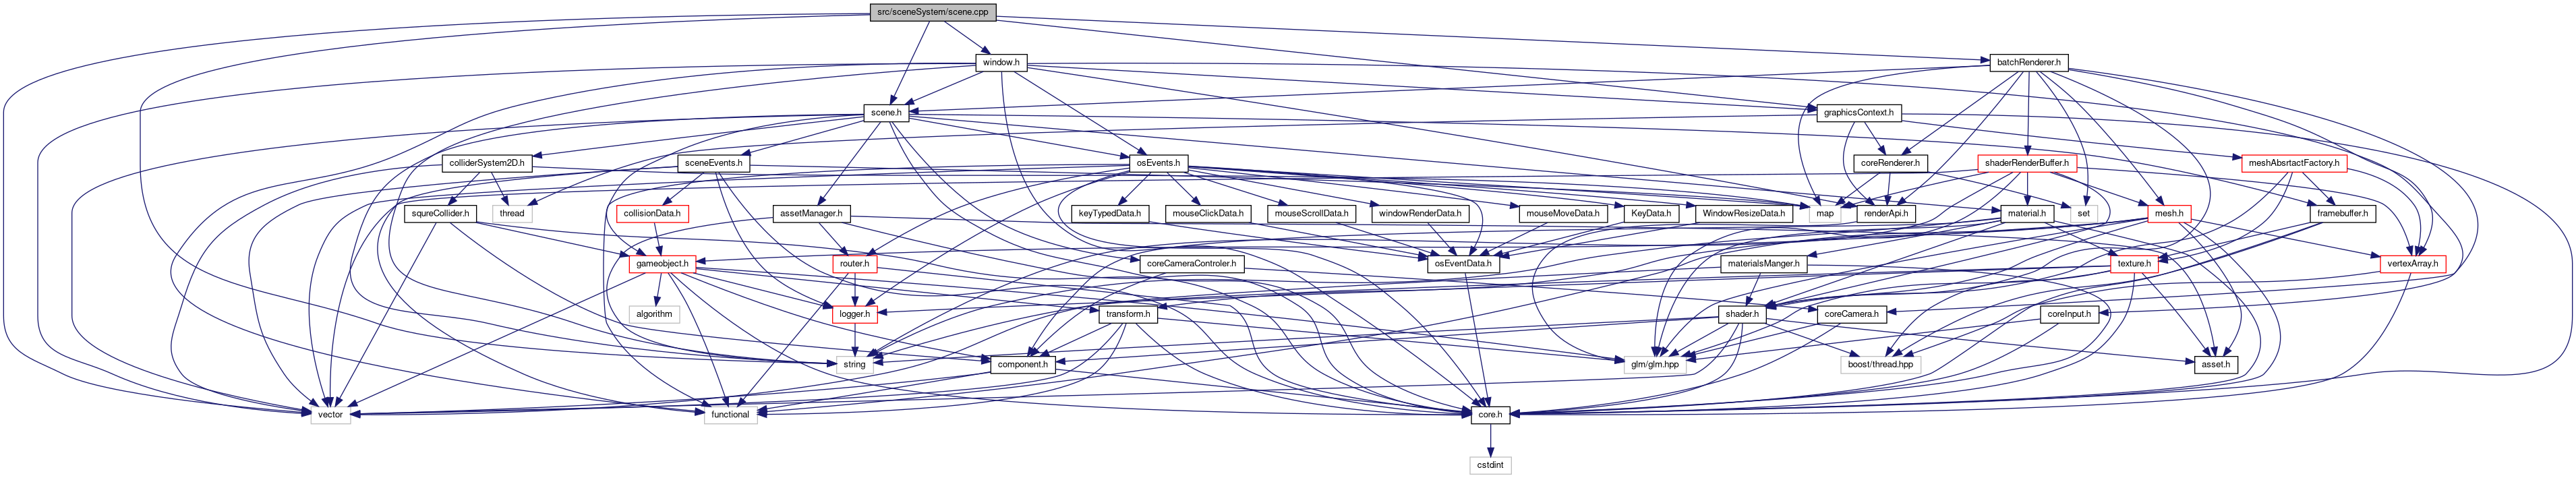 src/sceneSystem/scene.cpp
window.h
batchRenderer.h
scene.h
graphicsContext.h
colliderSystem2D.h
sceneEvents.h
osEvents.h
coreRenderer.h
shaderRenderBuffer.h
meshAbsrtactFactory.h
squreCollider.h
thread
collisionData.h
assetManager.h
keyTypedData.h
mouseClickData.h
mouseScrollData.h
windowRenderData.h
mouseMoveData.h
KeyData.h
WindowResizeData.h
map
renderApi.h
material.h
set
mesh.h
framebuffer.h
gameobject.h
router.h
coreCameraControler.h
osEventData.h
materialsManger.h
texture.h
vertexArray.h
algorithm
logger.h
transform.h
shader.h
coreCamera.h
coreInput.h
string
component.h
glm/glm.hpp
boost/thread.hpp
asset.h
vector
functional
core.h
cstdint